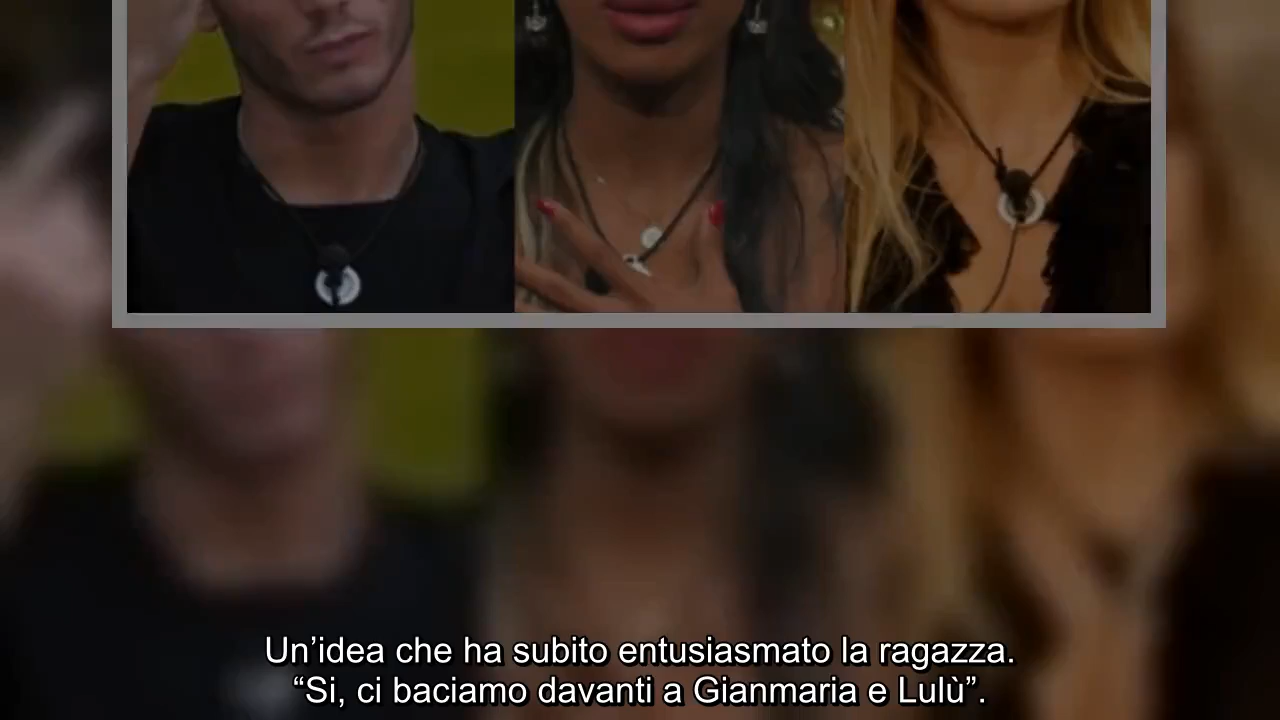 Un’idea che ha subito entusiasmato la ragazza.
“Si, ci baciamo davanti a Gianmaria e Lulù”.